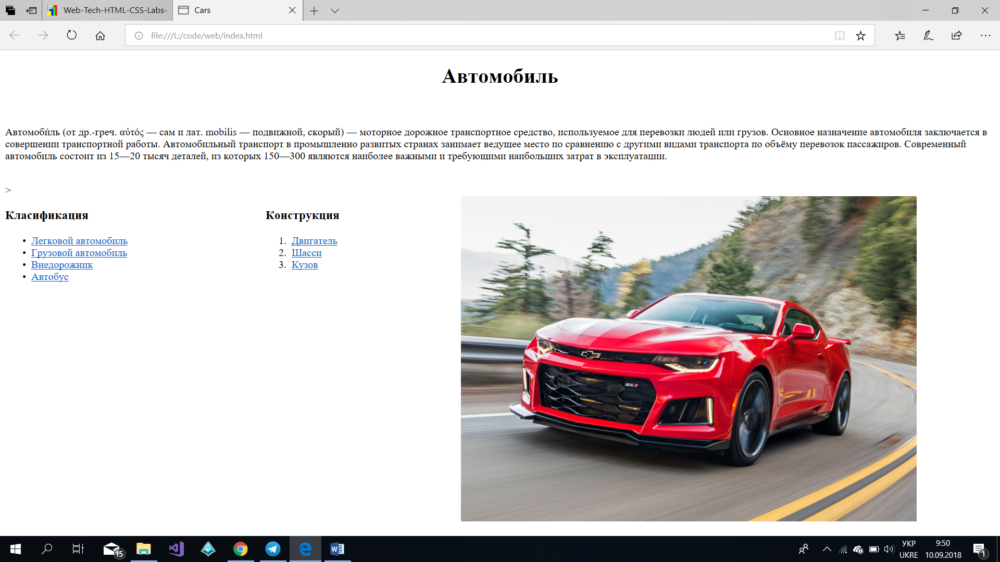 Web-Tech-HTML-CSS-Labs-
Cars
file:///L:/code/web/index.html
Автомобиль
Автомоби́ль (от др.-греч. αὐτός — сам и лат. mobilis — подвижной, скорый) — моторное дорожное транспортное средство, используемое для перевозки людей или грузов. Основное назначение автомобиля заключается в
совершении транспортной работы. Автомобильный транспорт в промышленно развитых странах занимает ведущее место по сравнению с другими видами транспорта по объёму перевозок пассажиров. Современный
автомобиль состоит из 15—20 тысяч деталей, из которых 150—300 являются наиболее важными и требующими наибольших затрат в эксплуатации.
>
Класификация
• Легковой автомобиль
• Грузовой автомобиль
• Внедорожник
• Автобус
Конструкция
1. Двигатель
2. Шасси
3. Кузов
ZL1
15
УКР
UKRE
9:50
10.09.2018
1